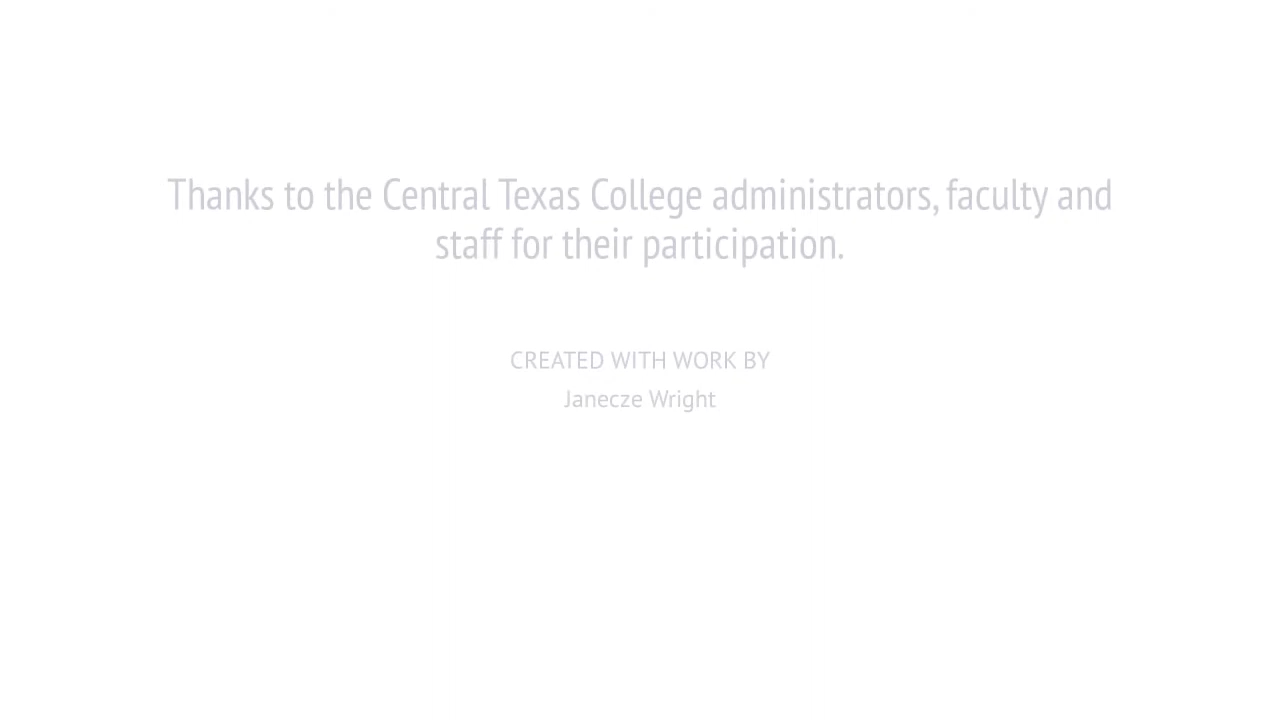 Thanks to the Central Texas College administrators, faculty and
staff for their participation.
CREATED WITH WORK BY
Janecze Wright